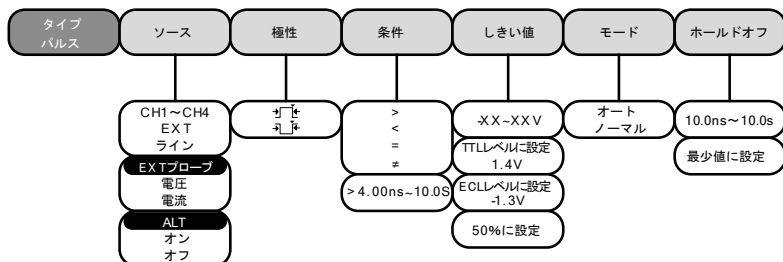 タイプ
パルス
ソース
極性
条件
しきい値
モード
ホールドオフ
CH1～CH4
EXT
ライン
EXTプローブ
電圧
電流
ALT
オン
オフ
>
<
=
≠
> 4.00ns~10.0S
-XX~XXV
TTLレベルに設定
1.4V
ECLレベルに設定
-1.3V
50%に設定
オート
ノーマル
10.0ns～10.0s
最少値に設定